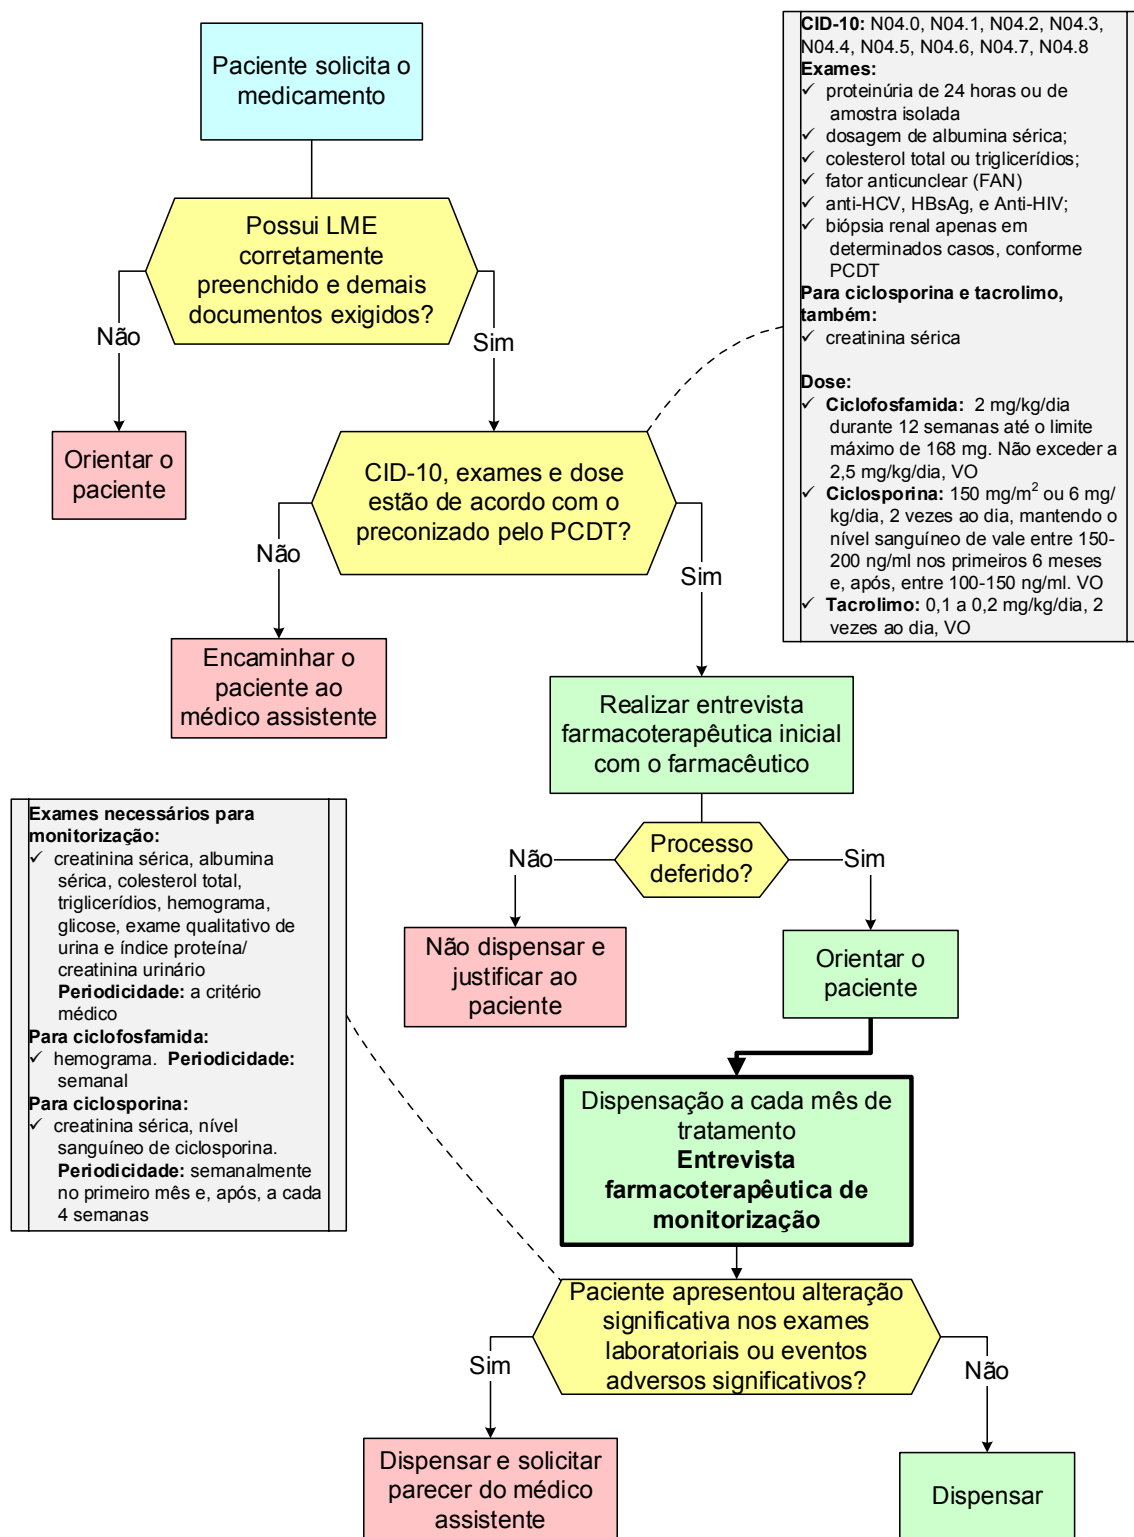 Paciente solicita o
medicamento
CID-10: N04.0, N04.1, N04.2, N04.3,
N04.4, N04.5, N04.6, N04.7, N04.8
Exames:
✓ proteinúria de 24 horas ou de
amostra isolada
✓ dosagem de albumina sérica;
✓ colesterol total ou triglicerídios;
✓ fator anticunclear (FAN)
✓ anti-HCV, HBsAg, e Anti-HIV;
✓ biópsia renal apenas em
determinados casos, conforme
PCDT
Para ciclosporina e tacrolimo,
também:
✓ creatinina sérica
Dose:
✓ Ciclofosfamida: 2 mg/kg/dia
durante 12 semanas até o limite
máximo de 168 mg. Não exceder a
2,5 mg/kg/dia, VO
✓ Ciclosporina: 150 mg/m² ou 6 mg/
kg/dia, 2 vezes ao dia, mantendo o
nível sanguíneo de vale entre 150-
200 ng/ml nos primeiros 6 meses
e, após, entre 100-150 ng/ml. VO
✓ Tacrolimo: 0,1 a 0,2 mg/kg/dia, 2
vezes ao dia, VO
Possui LME
corretamente
preenchido e demais
documentos exigidos?
Não
Sim
Orientar o
paciente
CID-10, exames e dose
estão de acordo com o
preconizado pelo PCDT?
Não
Sim
Encaminhar o
paciente ao
médico assistente
Realizar entrevista
farmacoterapêutica inicial
com o farmacêutico
Processo
deferido?
Não
Sim
Não dispensar e
justificar ao
paciente
Orientar o
paciente
Exames necessários para
monitorização:
✓ creatinina sérica, albumina
sérica, colesterol total,
triglicerídios, hemograma,
glicose, exame qualitativo de
urina e índice proteína/
creatinina urinário
Periodicidade: a critério
médico
Para ciclofosfamida:
✓ hemograma. Periodicidade:
semanal
Para ciclosporina:
✓ creatinina sérica, nível
sanguíneo de ciclosporina.
Periodicidade: semanalmente
no primeiro mês e, após, a cada
4 semanas
Dispensação a cada mês de
tratamento
Entrevista
farmacoterapêutica de
monitorização
Paciente apresentou alteração
significativa nos exames
laboratoriais ou eventos
adversos significativos?
Sim
Não
Dispensar e solicitar
parecer do médico
assistente
Dispensar